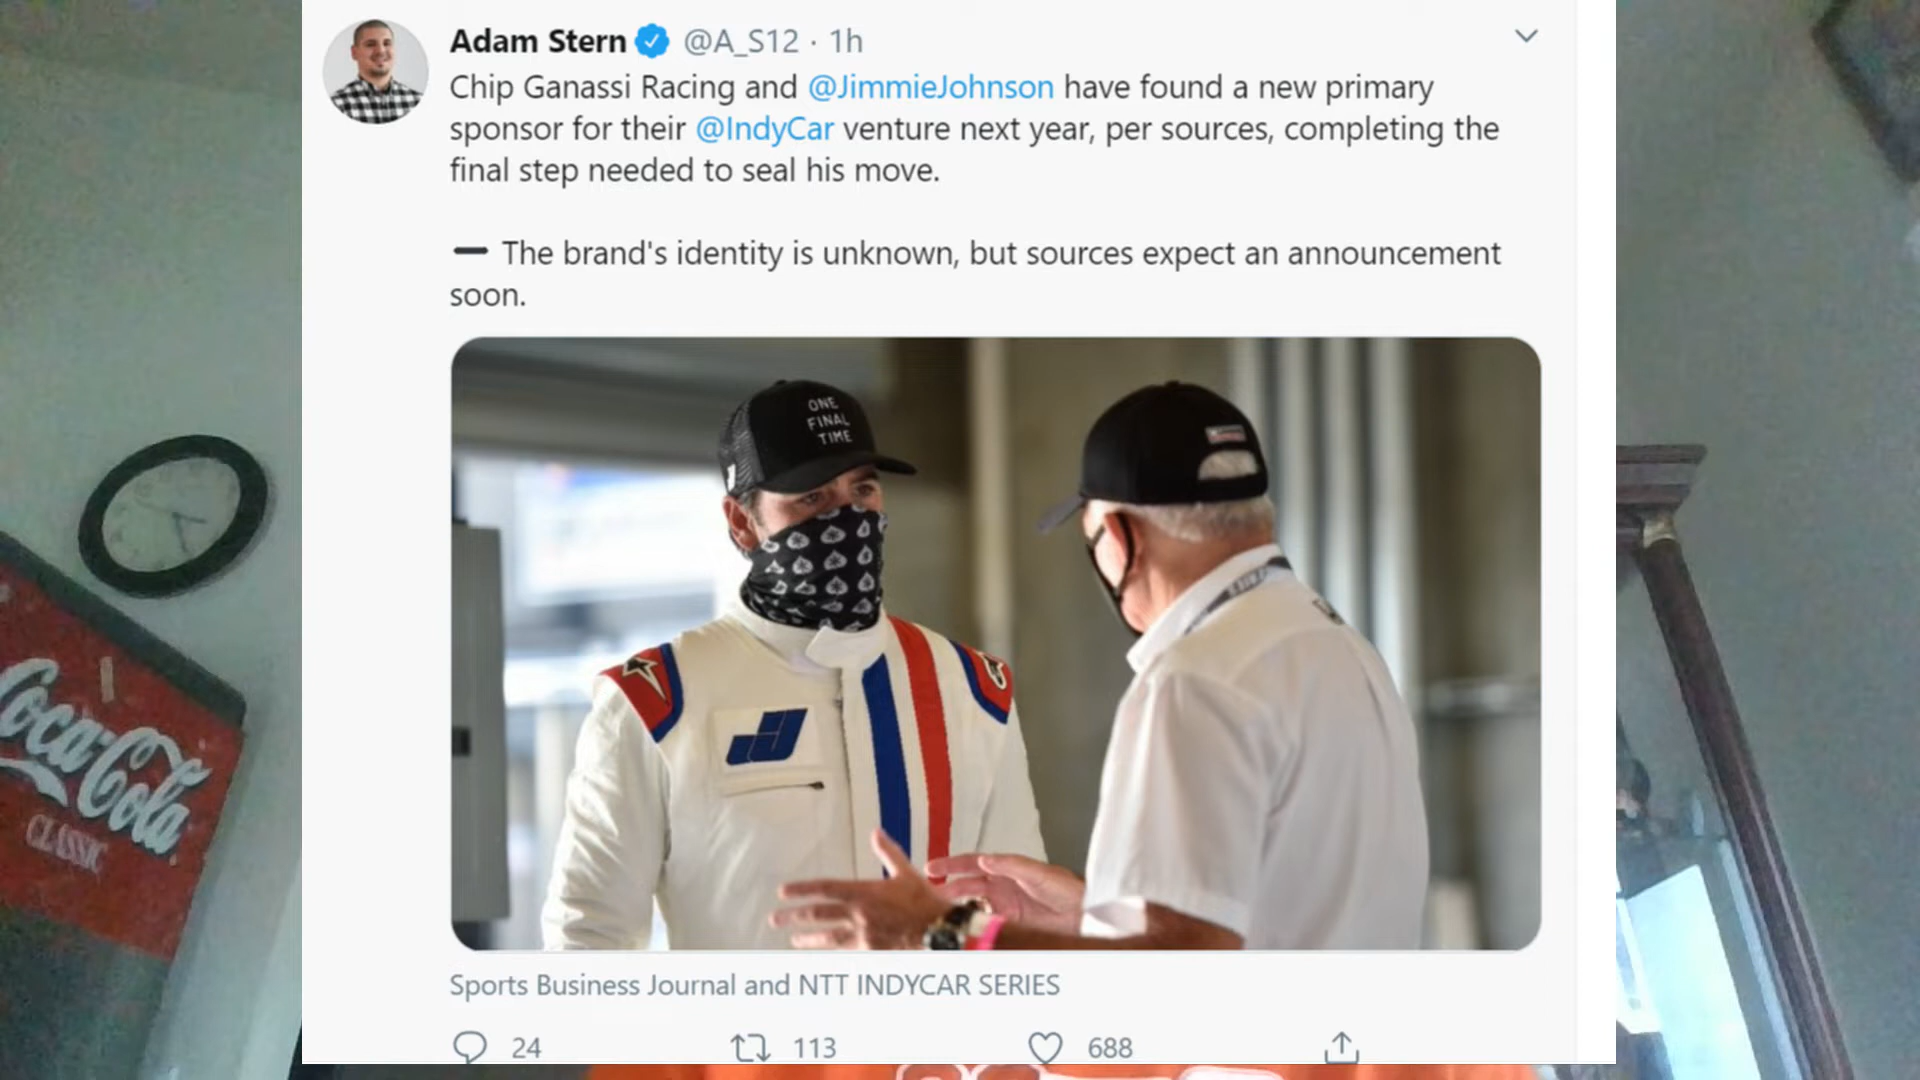 Adam Stern @A_S12 · 1h
Chip Ganassi Racing and @JimmieJohnson have found a new primary
sponsor for their @IndyCar venture next year, per sources, completing the
final step needed to seal his move.
— The brand's identity is unknown, but sources expect an announcement
soon.
ONE
FINAL
TIME
JJ
Coca-Cola
CLASSIC
Sports Business Journal and NTT INDYCAR SERIES
24 113 688